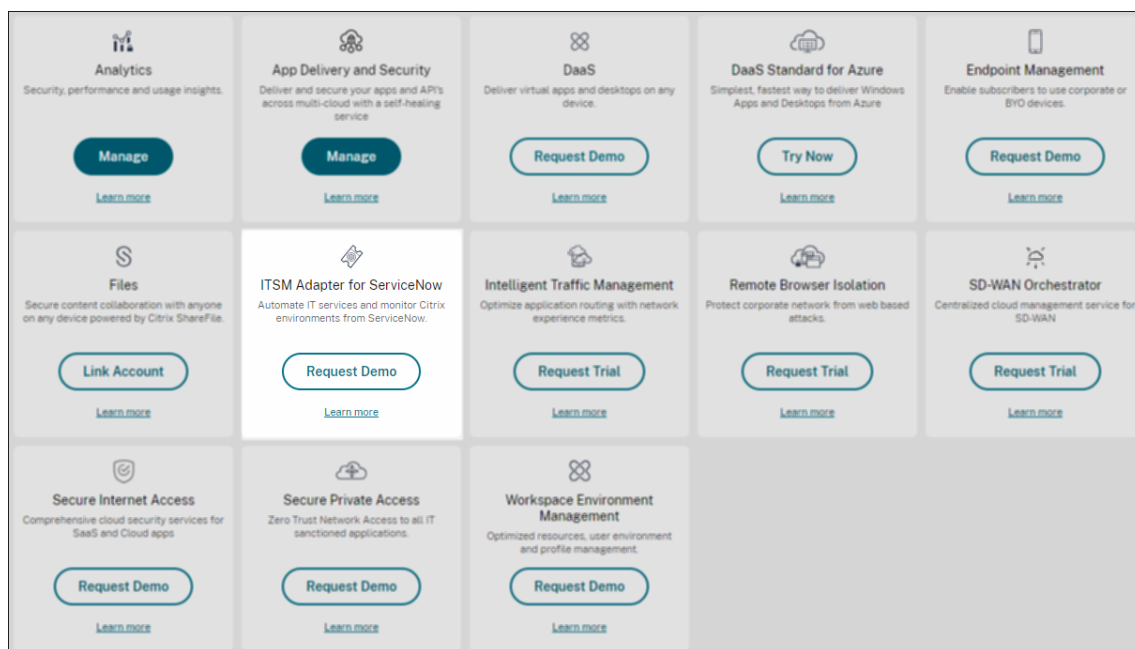 Analytics
Security, performance and usage insights.
Manage
Learn more
App Delivery and Security
Deliver and secure your apps and API's
across multi-cloud with a self-healing
service
Manage
Learn more
DaaS
Deliver virtual apps and desktops on any
device.
Request Demo
Learn more
DaaS Standard for Azure
Simplest, fastest way to deliver Windows
Apps and Desktops from Azure
Try Now
Learn more
Endpoint Management
Enable subscribers to use corporate or
BYO devices.
Request Demo
Learn more
Files
Secure content collaboration with anyone
on any device powered by Citrix ShareFile.
Link Account
Learn more
ITSM Adapter for ServiceNow
Automate IT services and monitor Citrix
environments from ServiceNow.
Request Demo
Learn more
Intelligent Traffic Management
Optimize application routing with network
experience metrics.
Request Trial
Learn more
Remote Browser Isolation
Protect corporate network from web based
attacks.
Request Trial
Learn more
SD-WAN Orchestrator
Centralized cloud management service for
SD-WAN
Request Trial
Learn more
Secure Internet Access
Comprehensive cloud security services for
SaaS and Cloud apps
Request Demo
Learn more
Secure Private Access
Zero Trust Network Access to all IT
sanctioned applications.
Request Demo
Learn more
Workspace Environment
Management
Optimized resources, user environment
and profile management.
Request Demo
Learn more